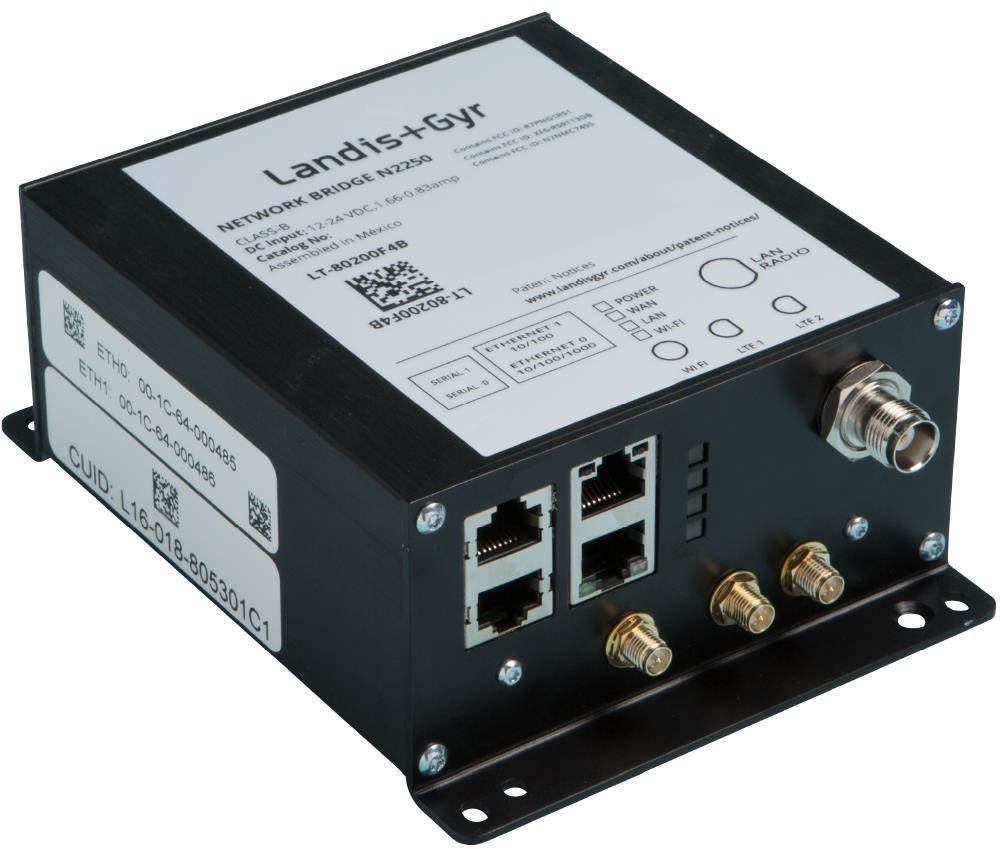 Landis+Gyr
NETWORK BRIDGE N2250
CLASS-B
DC input: 12-24 VDC,1.66-0.83amp
Catalog No:
Assembled in México
Contains FCC ID: R7PNG1R51
Contains FCC ID: XF6-RS9113DB
Contains FCC ID: N7NMC7455
LT-80200F4B
LT-80200F4B
Patent Notices
www.landisgyr.com/about/patent-notices/
SERIAL 1
SERIAL 0
ETHERNET 1
10/100
ETHERNET 0
10/100/1000
POWER
WAN
LAN
WI-FI
WI FI
LTE 1
LTE 2
LAN
RADIO
ETH0: 00-1C-64-000485
ETH1: 00-1C-64-000486
CUID: L16-018-805301C1